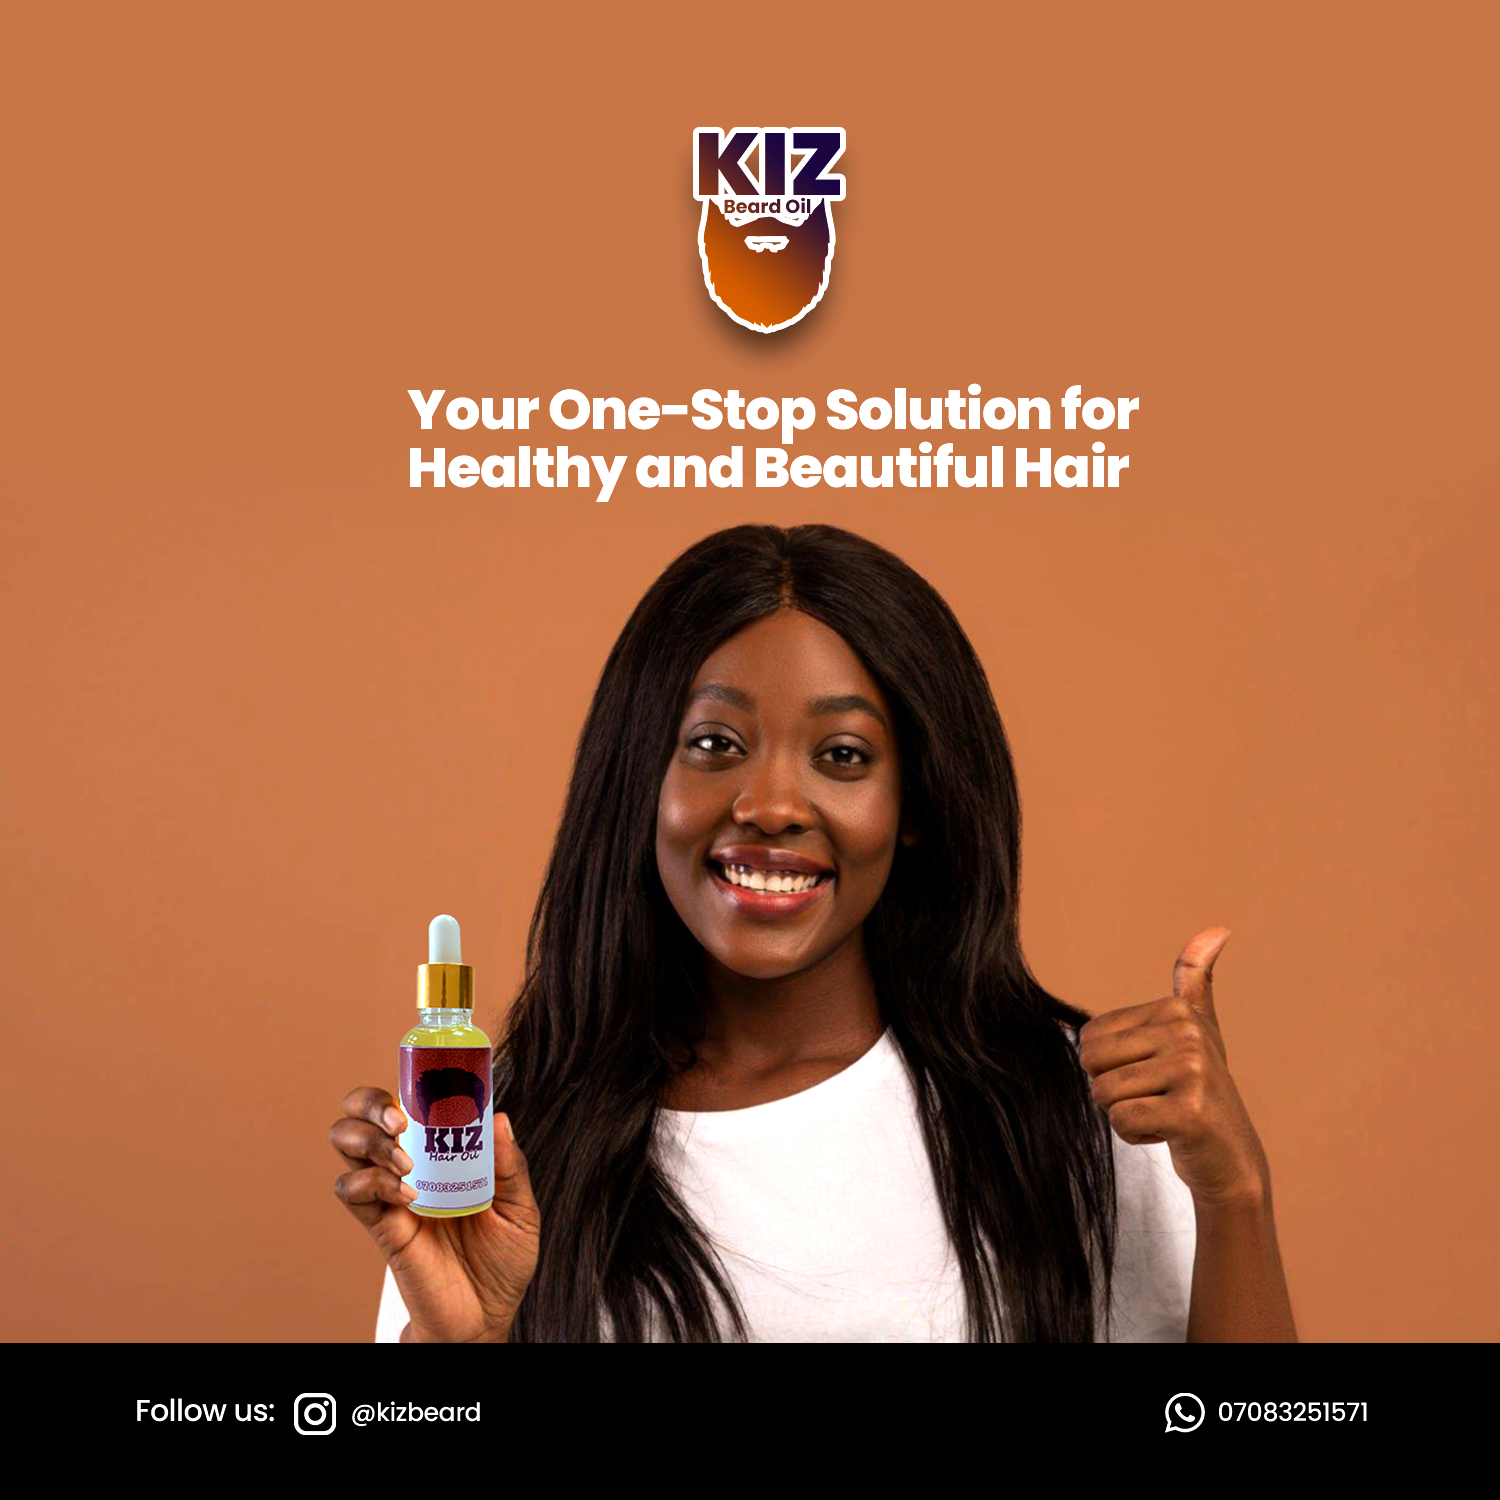 KIZ
Beard Oil
Your One-Stop Solution for
Healthy and Beautiful Hair
KIZ
Hair Oil
07083251571
Follow us: @kizbeard
07083251571